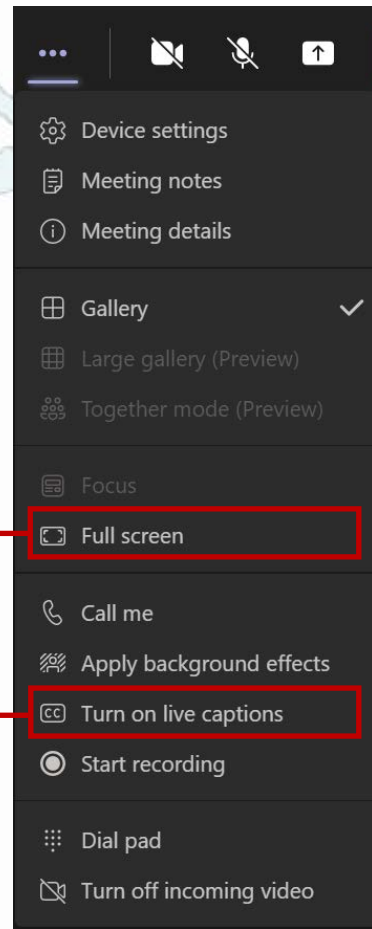 Device settings
Meeting notes
Meeting details
Gallery
Large gallery (Preview)
Together mode (Preview)
Focus
Full screen
Call me
Apply background effects
CC Turn on live captions
Start recording
Dial pad
Turn off incoming video